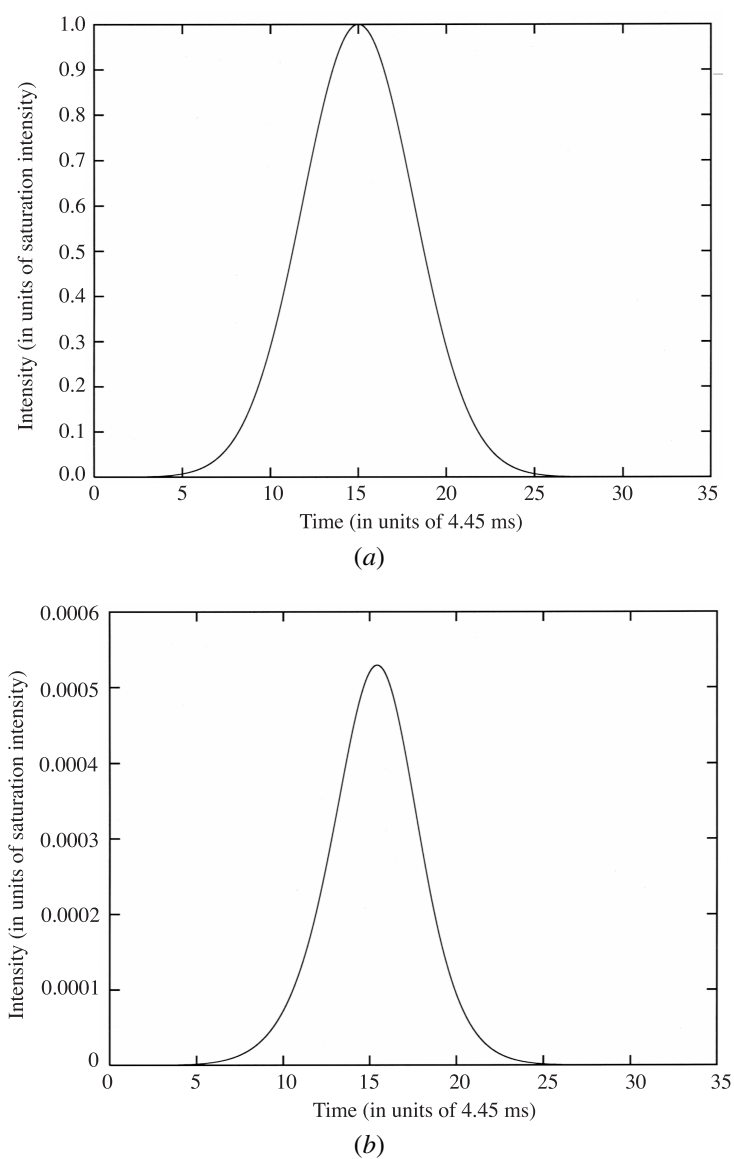 1.0
0.9
0.8
0.7
0.6
0.5
0.4
0.3
0.2
0.1
0.0
Intensity (in units of saturation intensity)
0 5 10 15 20 25 30 35
Time (in units of 4.45 ms)
(a)
0.0006
0.0005
0.0004
0.0003
0.0002
0.0001
0
Intensity (in units of saturation intensity)
0 5 10 15 20 25 30 35
Time (in units of 4.45 ms)
(b)